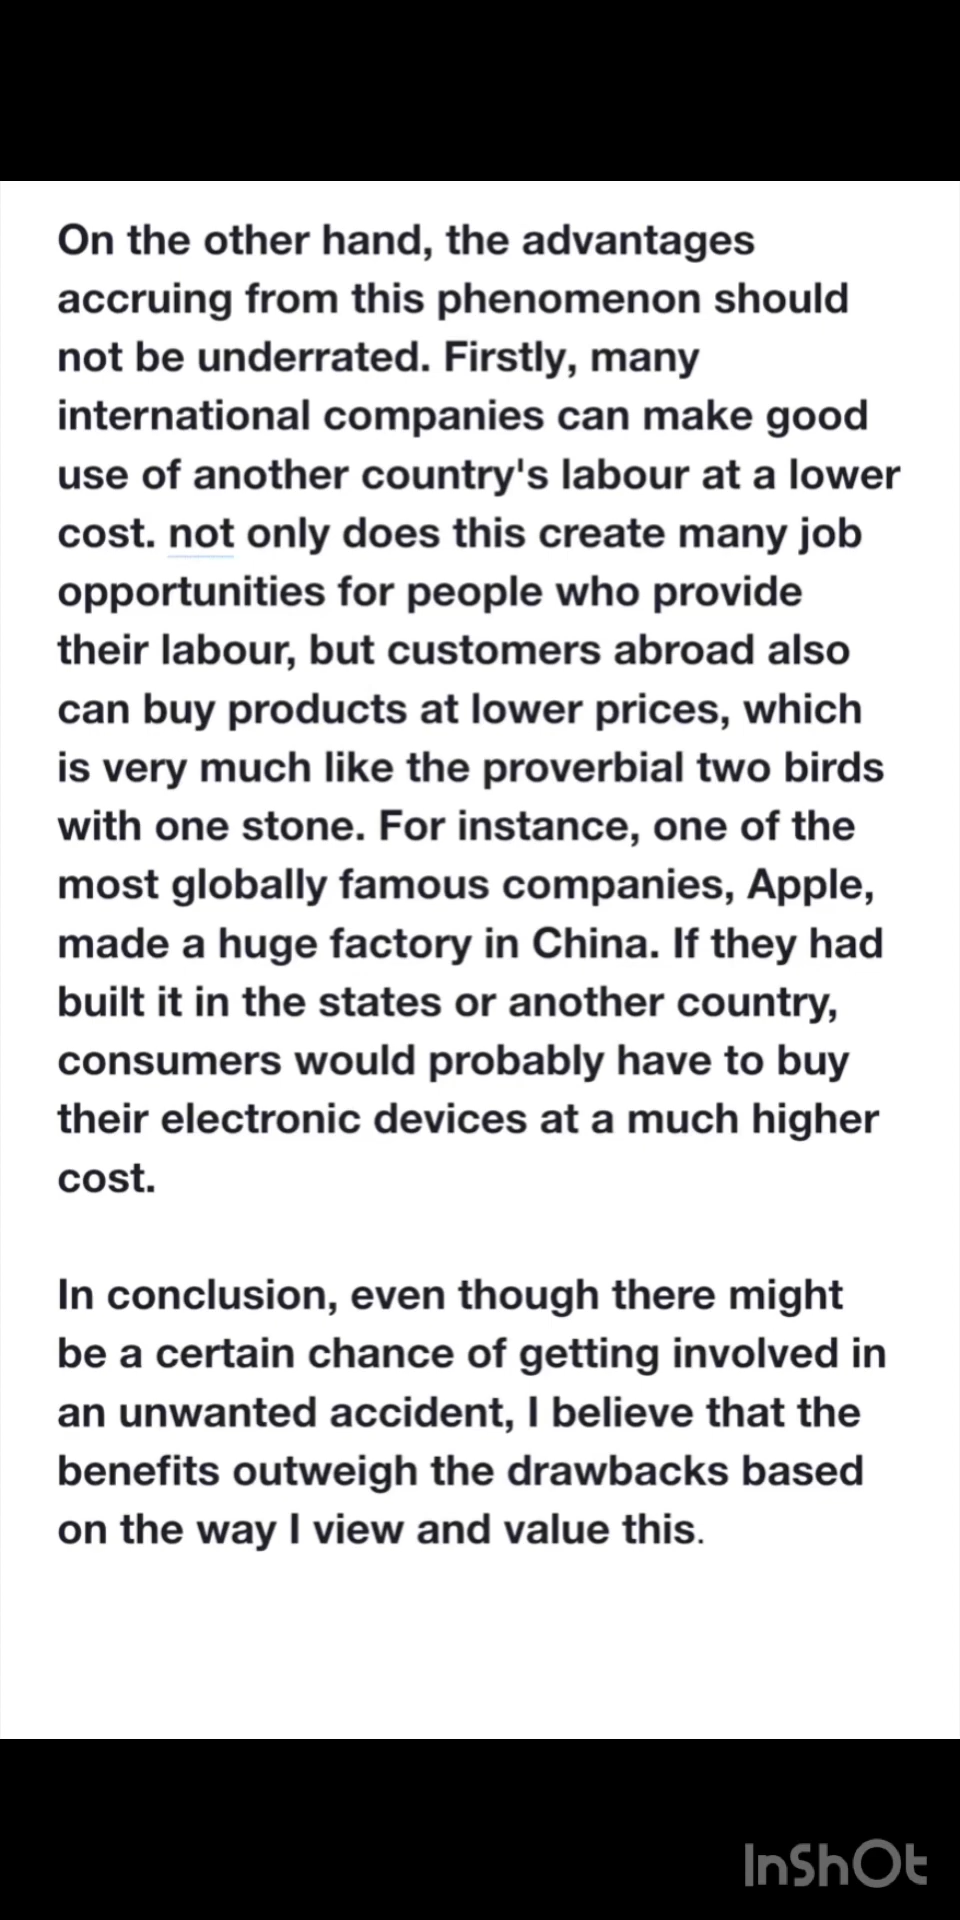 On the other hand, the advantages
accruing from this phenomenon should
not be underrated. Firstly, many
international companies can make good
use of another country's labour at a lower
cost. not only does this create many job
opportunities for people who provide
their labour, but customers abroad also
can buy products at lower prices, which
is very much like the proverbial two birds
with one stone. For instance, one of the
most globally famous companies, Apple,
made a huge factory in China. If they had
built it in the states or another country,
consumers would probably have to buy
their electronic devices at a much higher
cost.
In conclusion, even though there might
be a certain chance of getting involved in
an unwanted accident, I believe that the
benefits outweigh the drawbacks based
on the way I view and value this.
InShOt